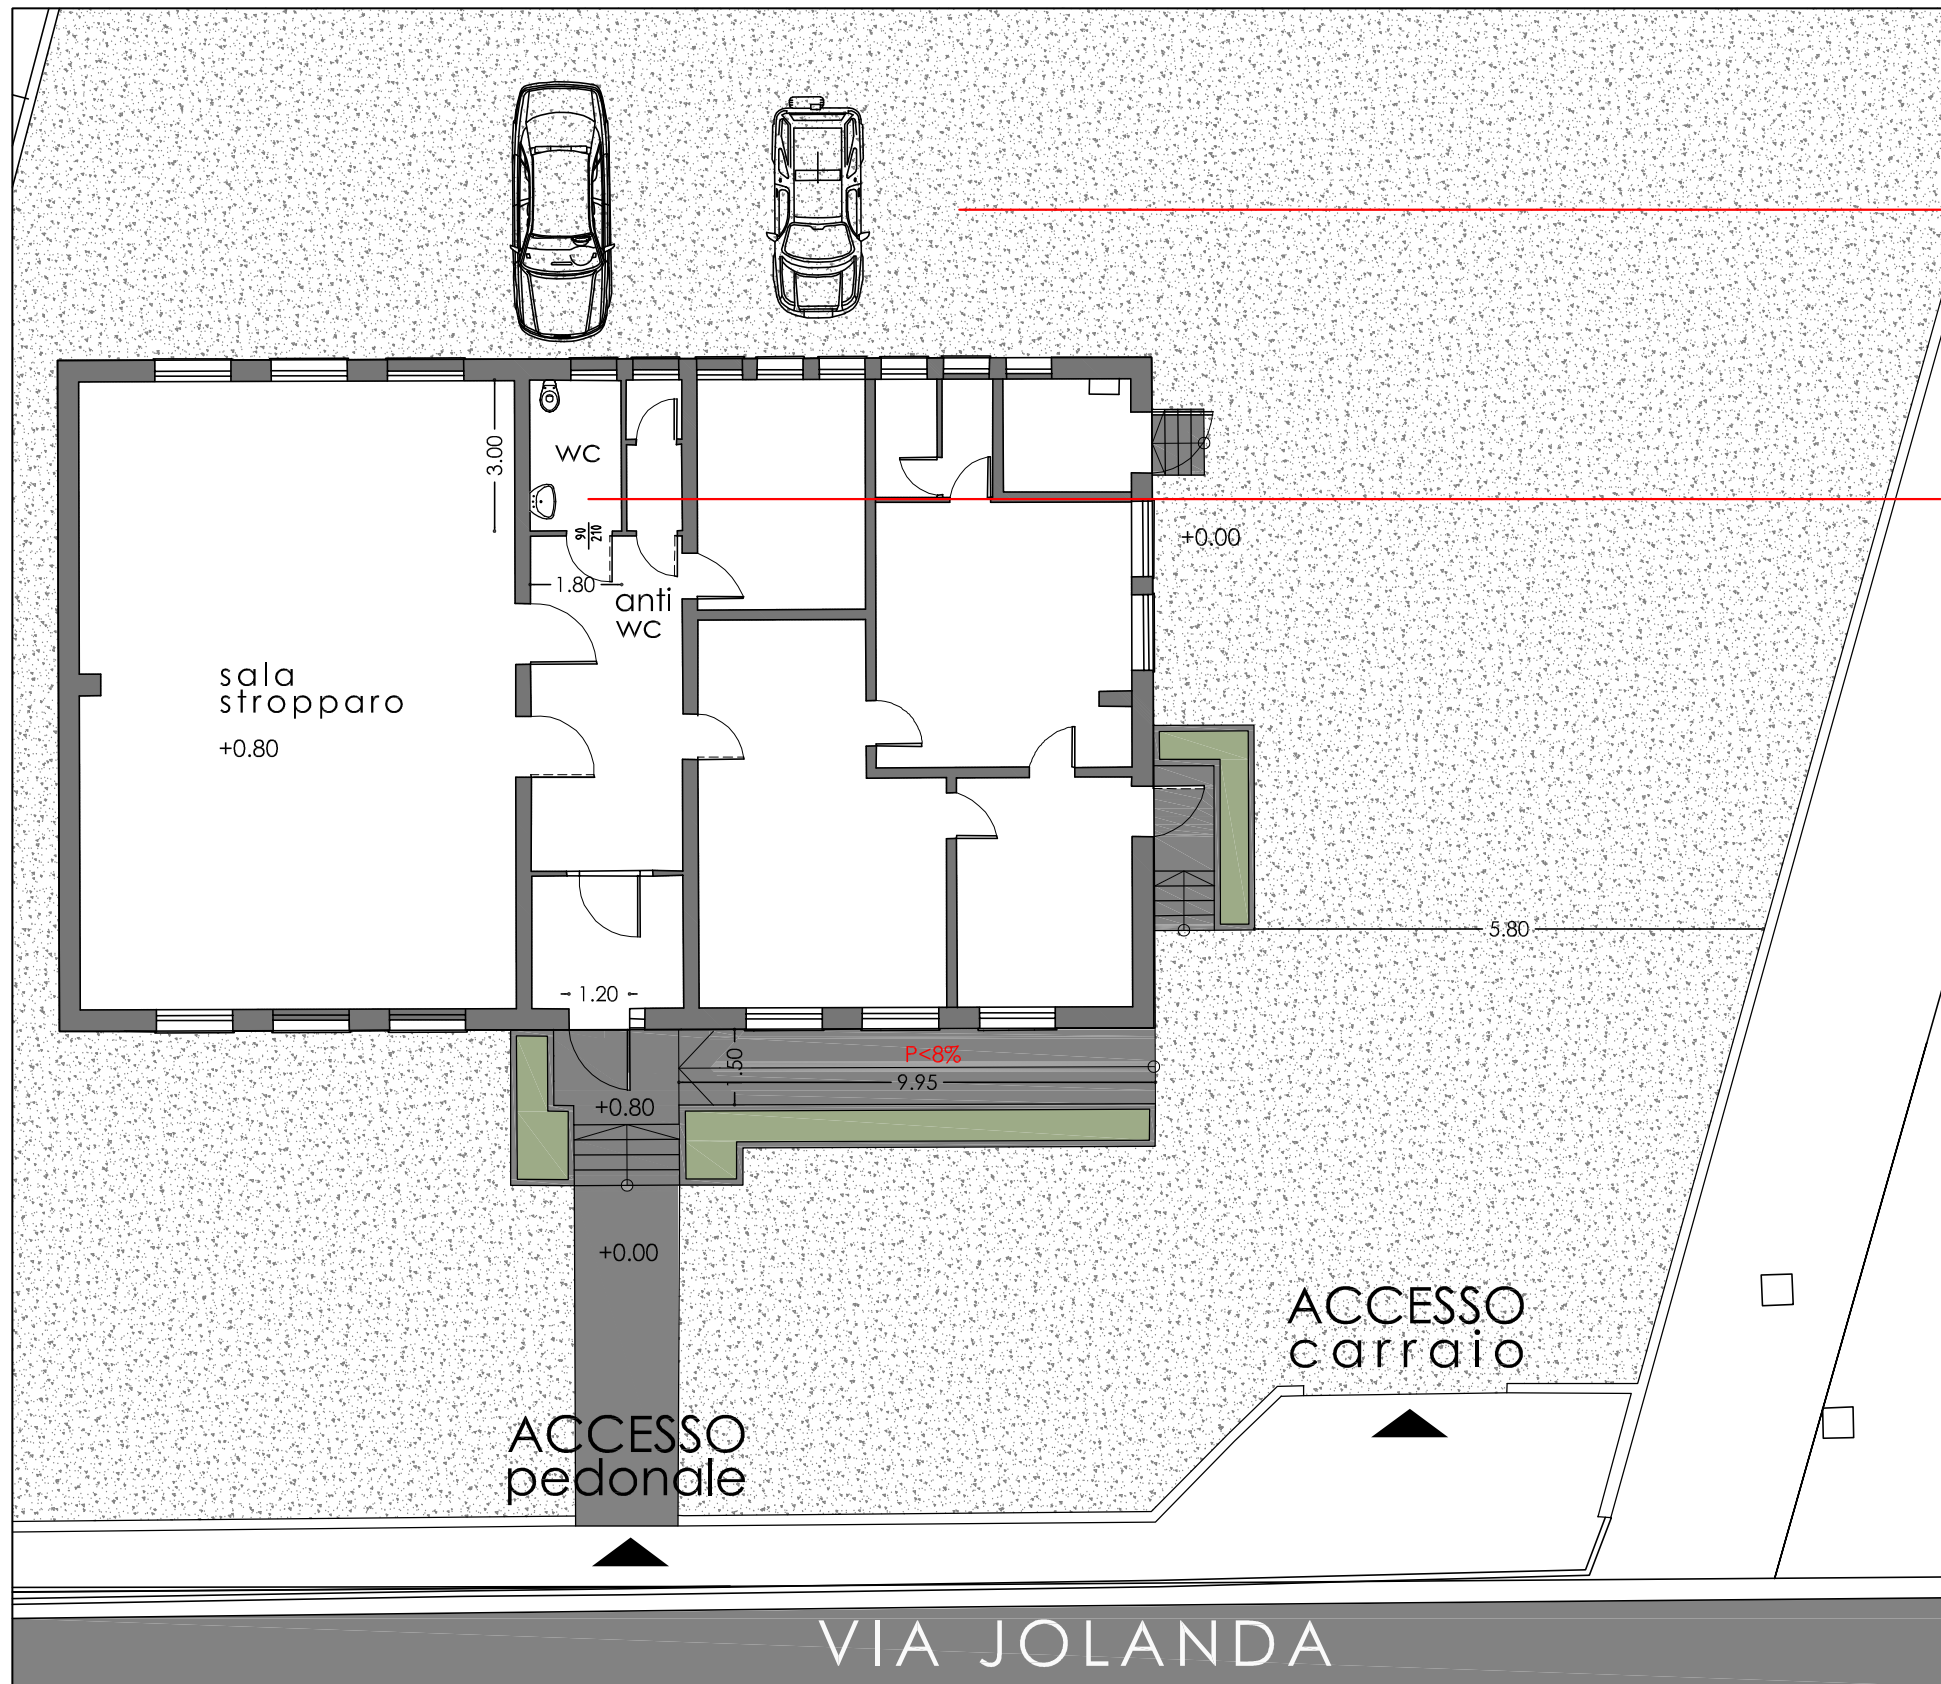 3.00
wc
90
210
+0.00
1.80
anti
wc
sala
stropparo
+0.80
5.80
1.20
.50
P<8%
9.95
+0.80
+0.00
ACCESSO
carraio
ACCESSO
pedonale
VIA JOLANDA